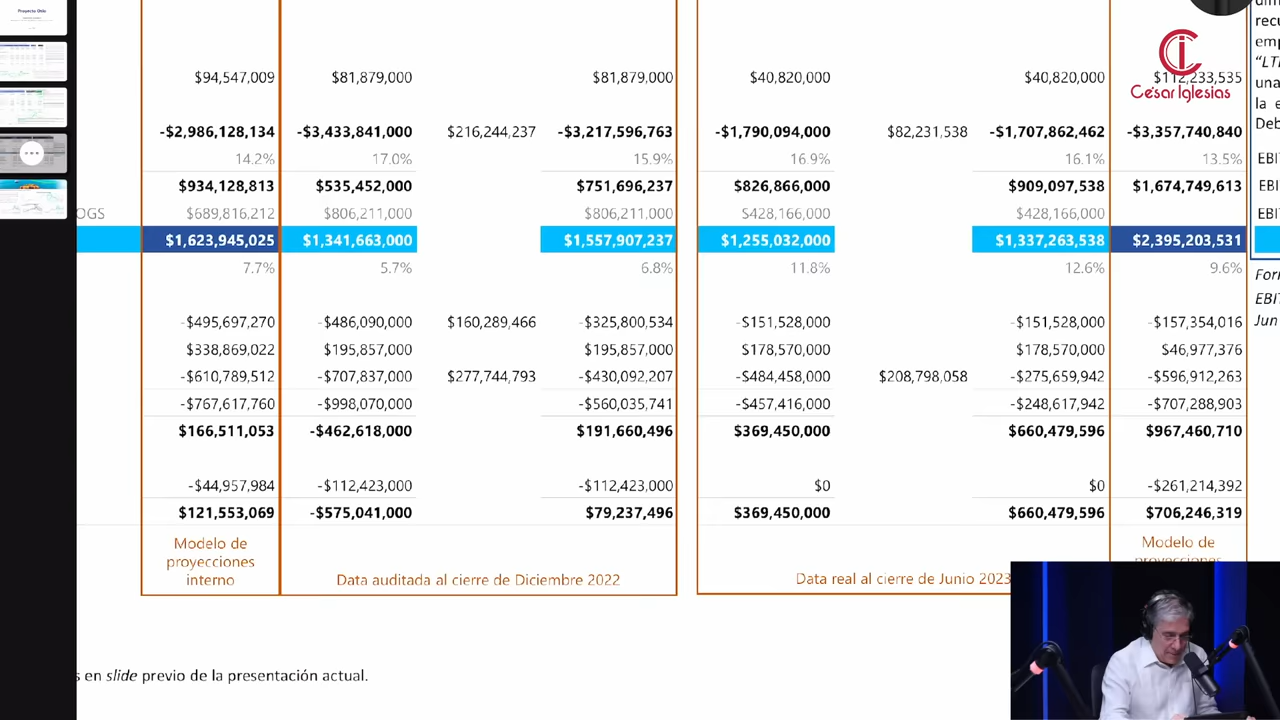 Proyecto Chile
$94,547,009 $81,879,000 $81,879,000 $40,820,000 $40,820,000 $112,233,535
-$2,986,128,134 -$3,433,841,000 $216,244,237 -$3,217,596,763 -$1,790,094,000 $82,231,538 -$1,707,862,462 -$3,357,740,840
14.2% 17.0% 15.9% 16.9% 16.1% 13.5%
$934,128,813 $535,452,000 $751,696,237 $826,866,000 $909,097,538 $1,674,749,613
OGS $689,816,212 $806,211,000 $806,211,000 $428,166,000 $428,166,000
$1,623,945,025 $1,341,663,000 $1,557,907,237 $1,255,032,000 $1,337,263,538 $2,395,203,531
7.7% 5.7% 6.8% 11.8% 12.6% 9.6%
-$495,697,270 -$486,090,000 $160,289,466 -$325,800,534 -$151,528,000 -$151,528,000 -$157,354,016
$338,869,022 $195,857,000 $195,857,000 $178,570,000 $178,570,000 $46,977,376
-$610,789,512 -$707,837,000 $277,744,793 -$430,092,207 -$484,458,000 $208,798,058 -$275,659,942 -$596,912,263
-$767,617,760 -$998,070,000 -$560,035,741 -$457,416,000 -$248,617,942 -$707,288,903
$166,511,053 -$462,618,000 $191,660,496 $369,450,000 $660,479,596 $967,460,710
-$44,957,984 -$112,423,000 -$112,423,000 $0 $0 -$261,214,392
$121,553,069 -$575,041,000 $79,237,496 $369,450,000 $660,479,596 $706,246,319
Modelo de
proyecciones
interno
Data auditada al cierre de Diciembre 2022
Data real al cierre de Junio 2023
Modelo de
proyecciones
s en slide previo de la presentación actual.
César Iglesias
recu
emp
"LT
una
la e
Deb
EBI
EBI
EBI
Forn
EBIT
Jun